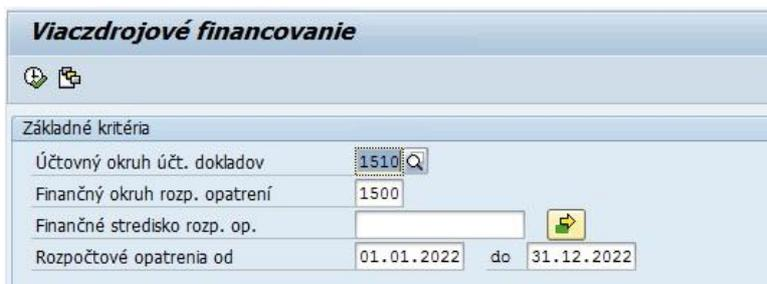 Viaczdrojové financovanie
Základné kritéria
Účtovný okruh účt. dokladov 1510
Finančný okruh rozp. opatrení 1500
Finančné stredisko rozp. op.
Rozpočtové opatrenia od 01.01.2022 do 31.12.2022